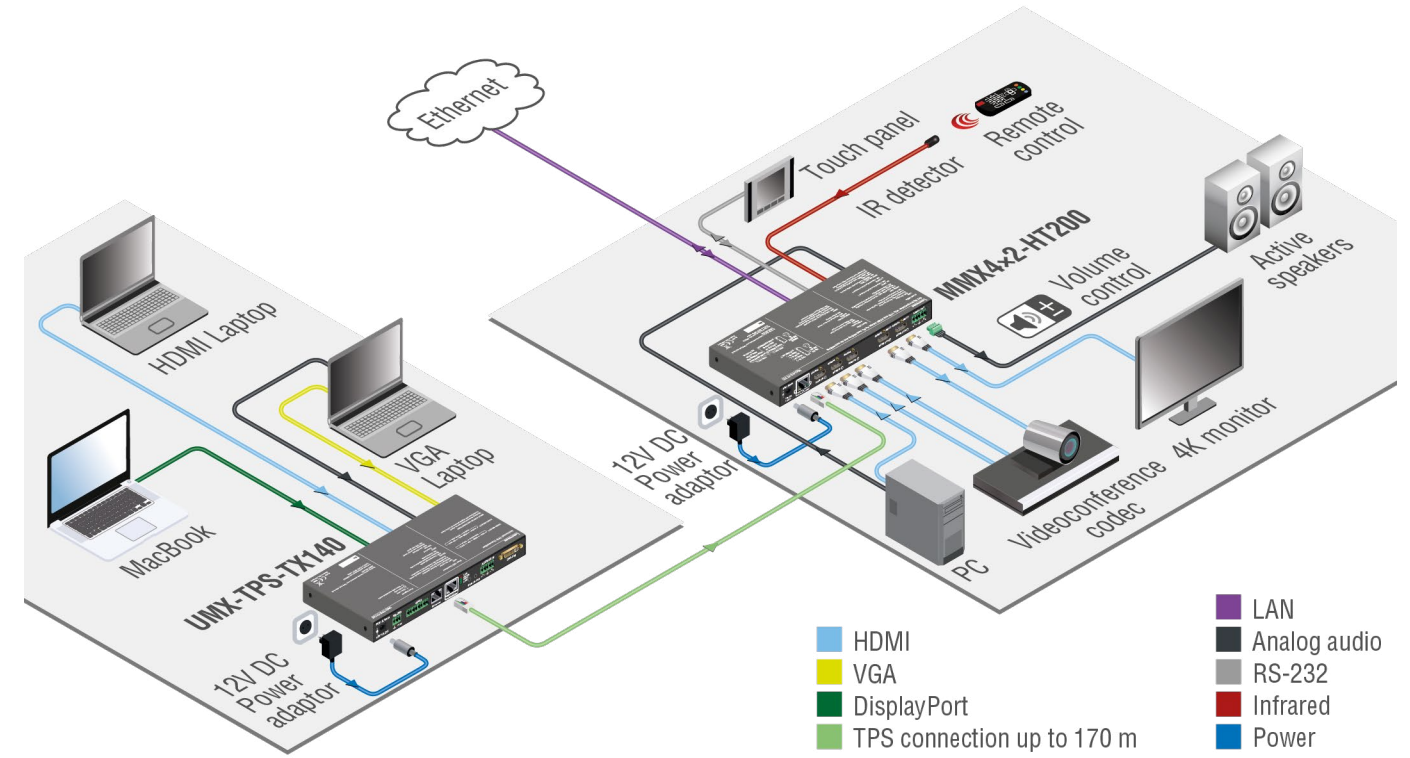 Ethernet
Remote
control
Touch panel
IR detector
MMX4×2-HT200
Active
speakers
Volume
control
HDMI Laptop
VGA
Laptop
MacBook
UMX-TPS-TX140
12V DC
Power
adaptor
12V DC
Power
adaptor
4K monitor
Videoconference
codec
PC
HDMI
VGA
DisplayPort
TPS connection up to 170 m
LAN
Analog audio
RS-232
Infrared
Power